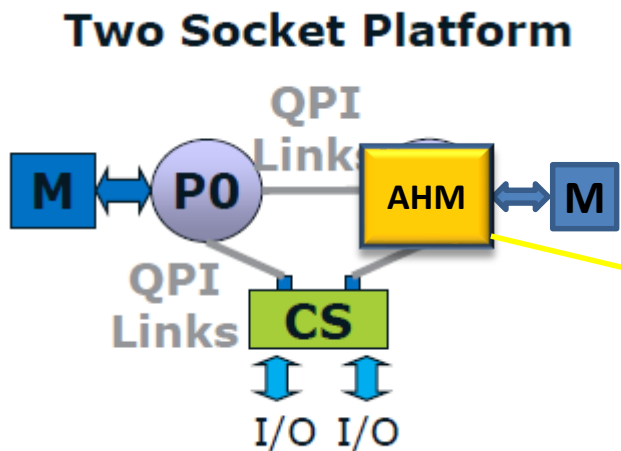 Two Socket Platform
QPI
Links
M
P0
AHM
M
QPI
Links
CS
I/O I/O